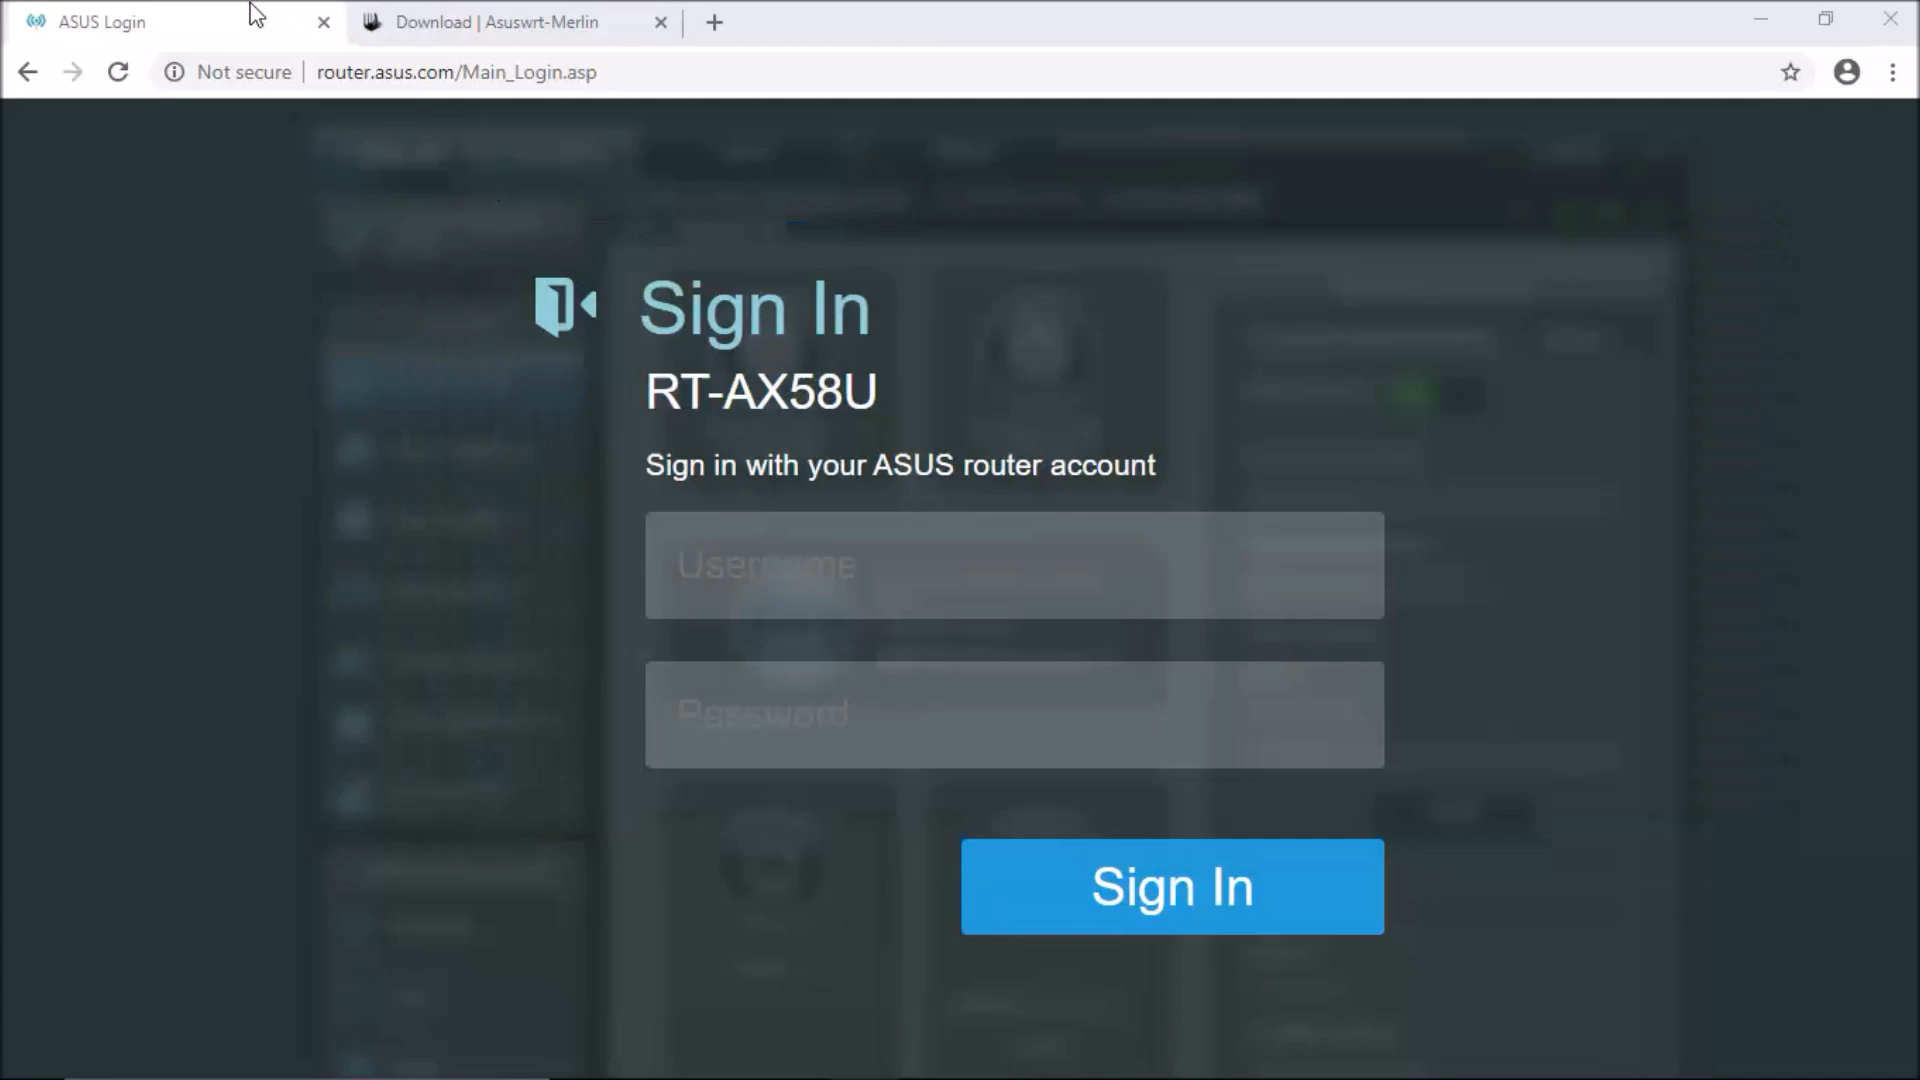 ASUS Login
Download | Asuswrt-Merlin
Not secure
router.asus.com/Main_Login.asp
Sign In
RT-AX58U
Sign in with your ASUS router account
Username
Password
Sign In